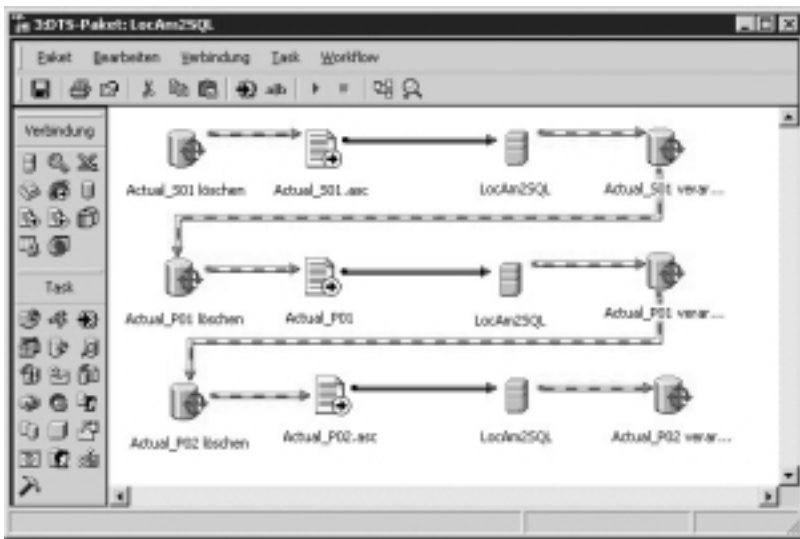 3:DTS-Paket: LocAm2SQL
Paket Bearbeiten Verbindung Task Workflow
Verbindung
Actual_S01 löschen Actual_S01.asc LocAm2SQL Actual_S01 verar...
Task
Actual_P01 löschen Actual_P01 LocAm2SQL Actual_P01 verar...
Actual_P02 löschen Actual_P02.asc LocAm2SQL Actual_P02 verar...